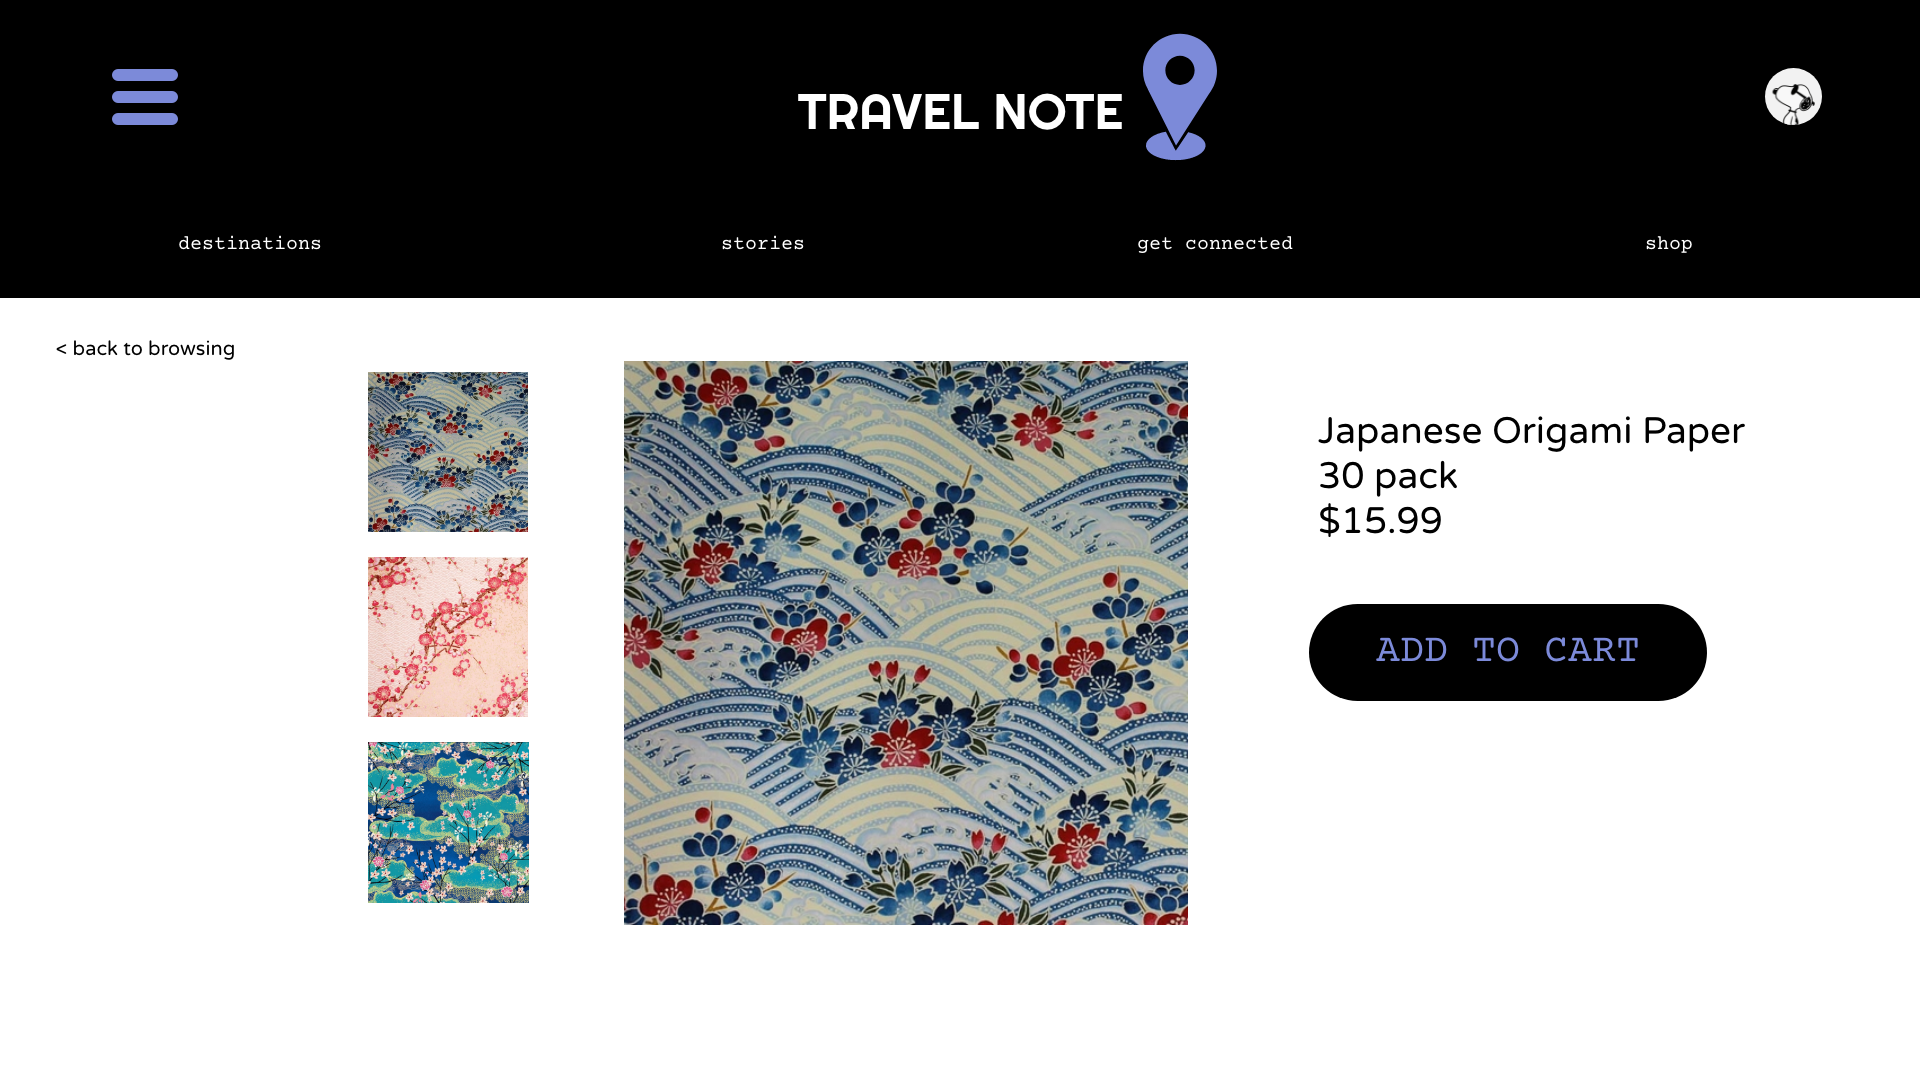 TRAVEL NOTE
destinations
stories
get connected
shop
< back to browsing
Japanese Origami Paper
30 pack
$15.99
ADD TO CART